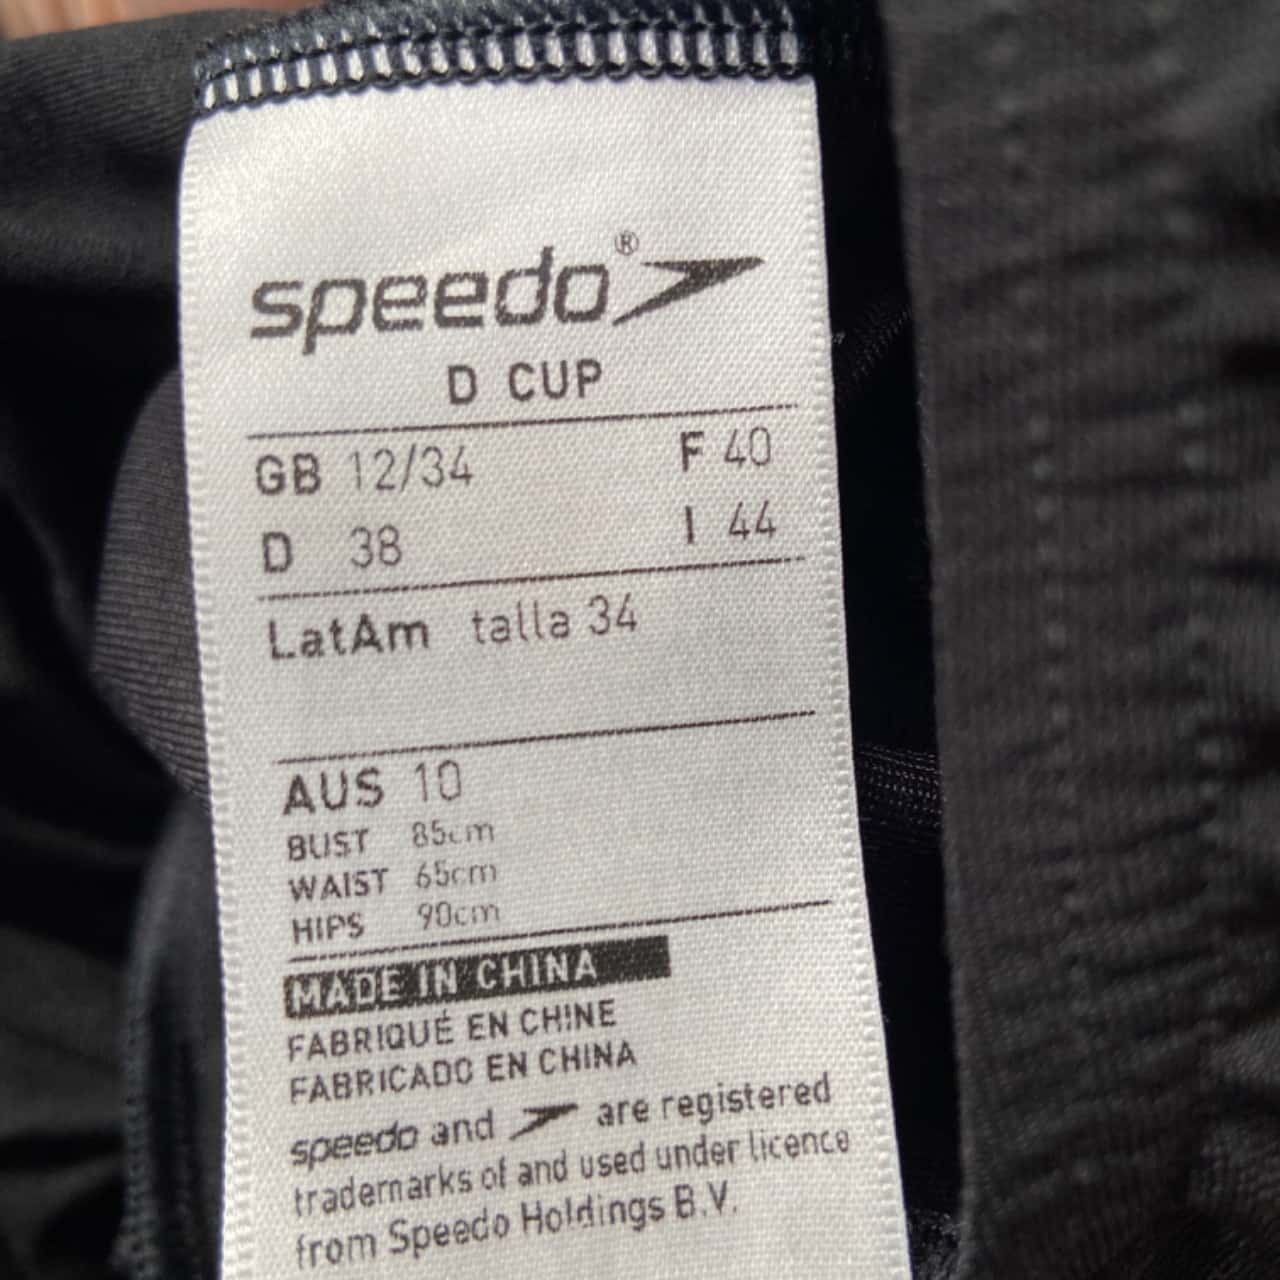 speedo®
D CUP
GB 12/34 F 40
D 38 I 44
LatAm talla 34
AUS 10
BUST 85cm
WAIST 65cm
HIPS 90cm
MADE IN CHINA
FABRIQUÉ EN CHINE
FABRICADO EN CHINA
speedo and are registered
trademarks of and used under licence
from Speedo Holdings B.V.